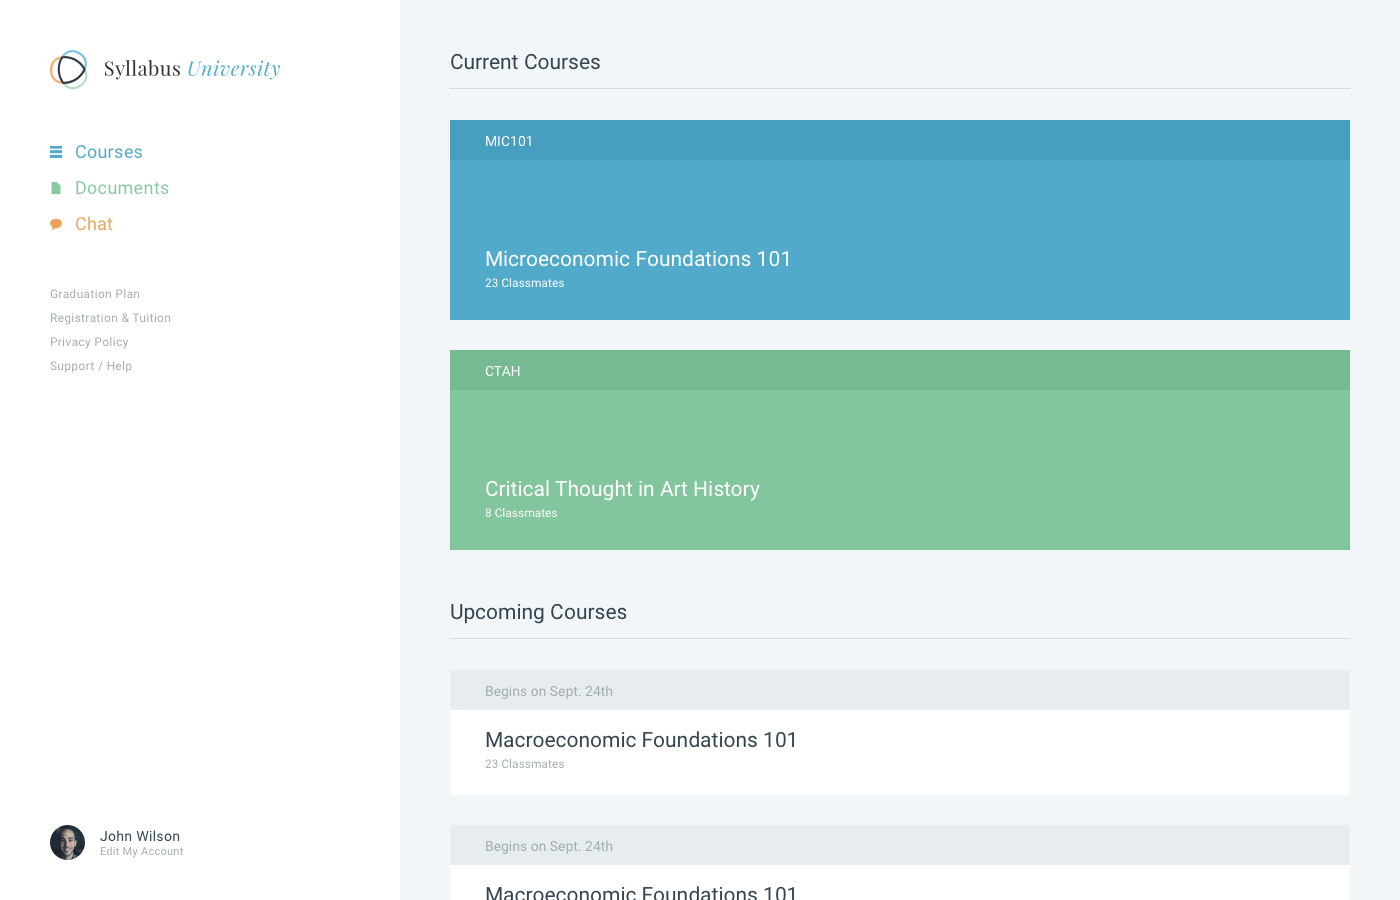 Syllabus University
Courses
Documents
Chat
Graduation Plan
Registration & Tuition
Privacy Policy
Support / Help
John Wilson
Edit My Account
Current Courses
MIC101
Microeconomic Foundations 101
23 Classmates
CTAH
Critical Thought in Art History
8 Classmates
Upcoming Courses
Begins on Sept. 24th
Macroeconomic Foundations 101
23 Classmates
Begins on Sept. 24th
Macroeconomic Foundations 101